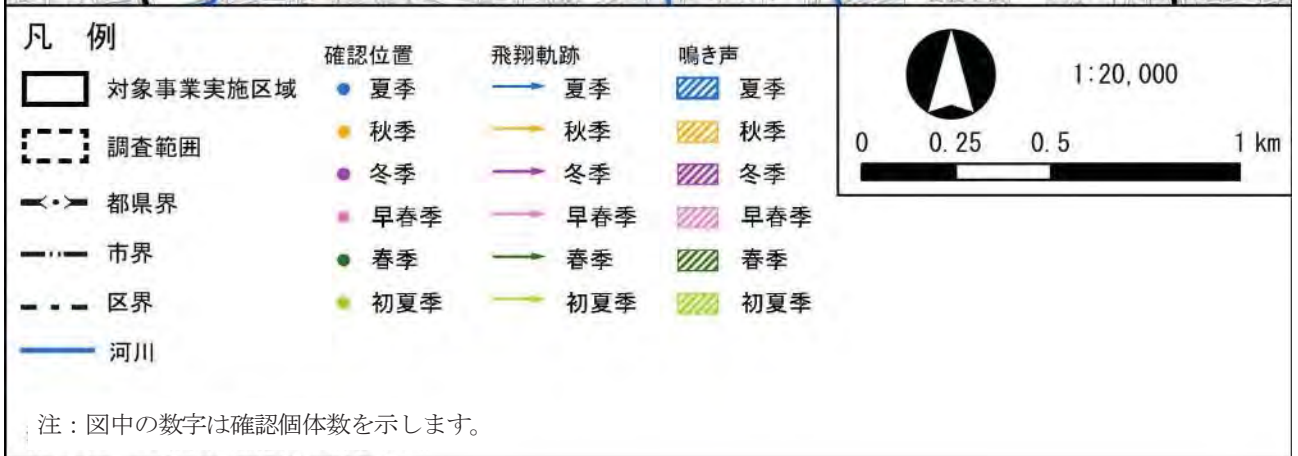 凡 例
対象事業実施区域
調査範囲
都県界
市界
区界
河川
確認位置
夏季
秋季
冬季
早春季
春季
初夏季
飛翔軌跡
夏季
秋季
冬季
早春季
春季
初夏季
鳴き声
夏季
秋季
冬季
早春季
春季
初夏季
1:20,000
0 0.25 0.5 1 km
注：図中の数字は確認個体数を示します。